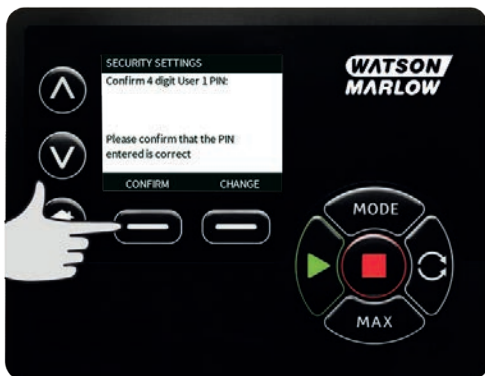 SECURITY SETTINGS
Confirm 4 digit User 1 PIN:
Please confirm that the PIN
entered is correct
CONFIRM CHANGE
WATSON
MARLOW
MODE
MAX